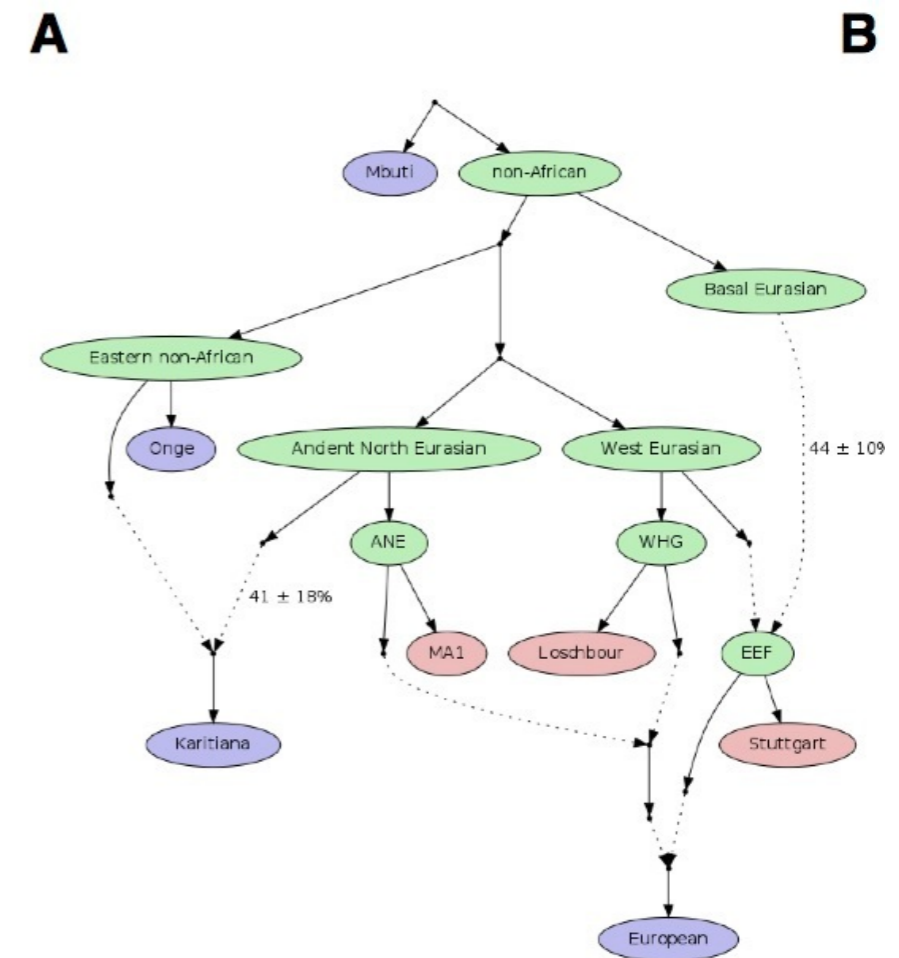 A
B
Mbuti
non-African
Basal Eurasian
Eastern non-African
Onge
Ancient North Eurasian
West Eurasian
44 ± 10%
ANE
WHG
41 ± 18%
MA1
Loschbour
EEF
Karitiana
Stuttgart
European